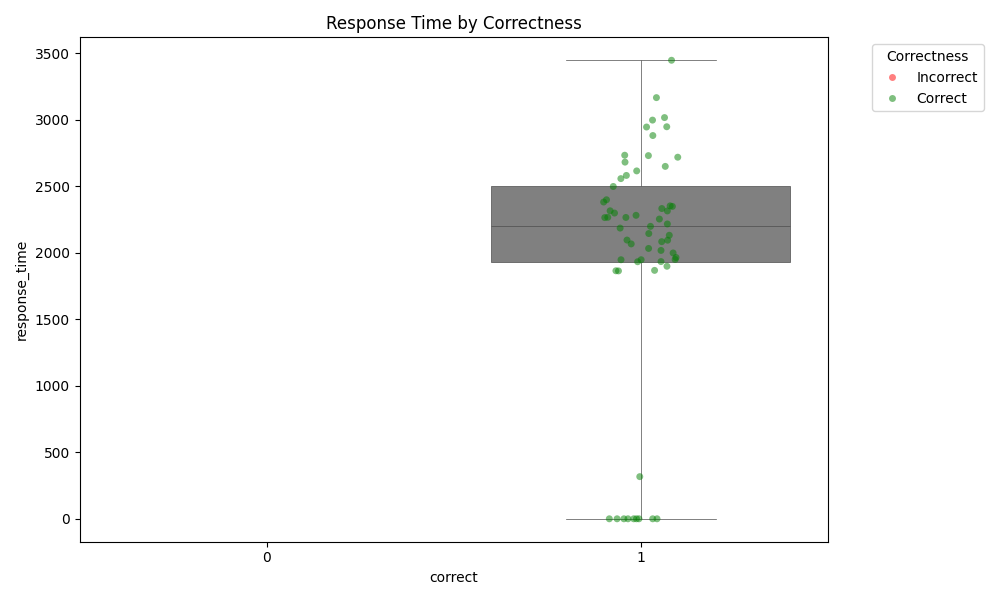 Response Time by Correctness
Correctness
Incorrect
Correct
3500
3000
2500
2000
1500
1000
500
0
response_time
0
1
correct